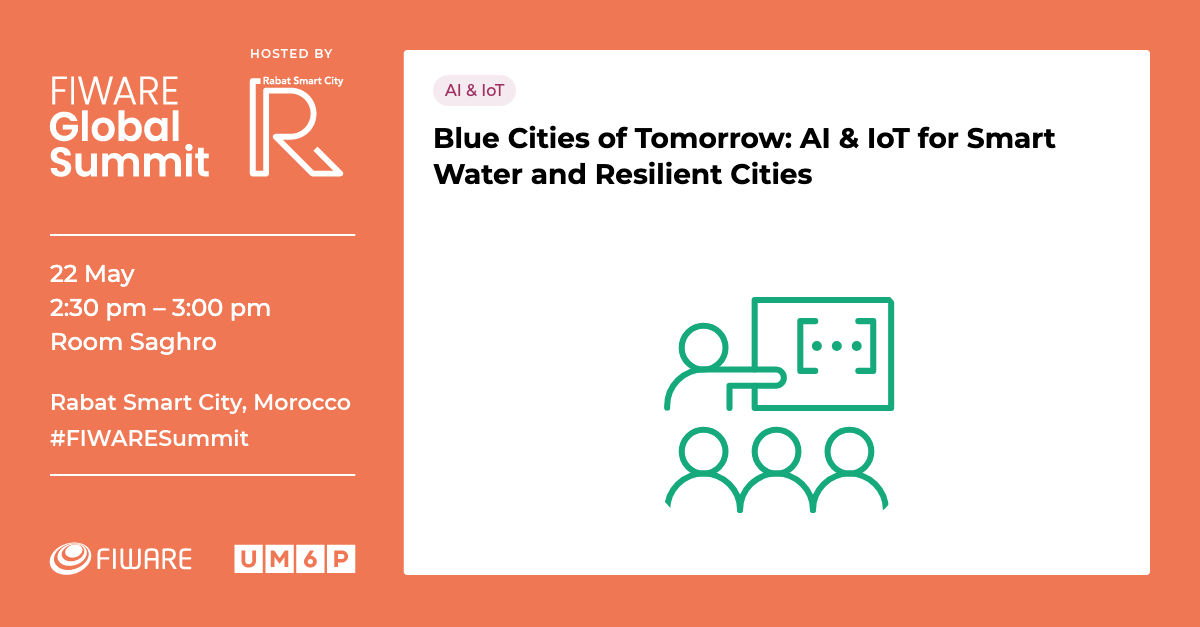 HOSTED BY
FIWARE
Global
Summit
Rabat Smart City
R
22 May
2:30 pm – 3:00 pm
Room Saghro
Rabat Smart City, Morocco
#FIWARESummit
FIWARE
UM6P
AI & IoT
Blue Cities of Tomorrow: AI & IoT for Smart
Water and Resilient Cities